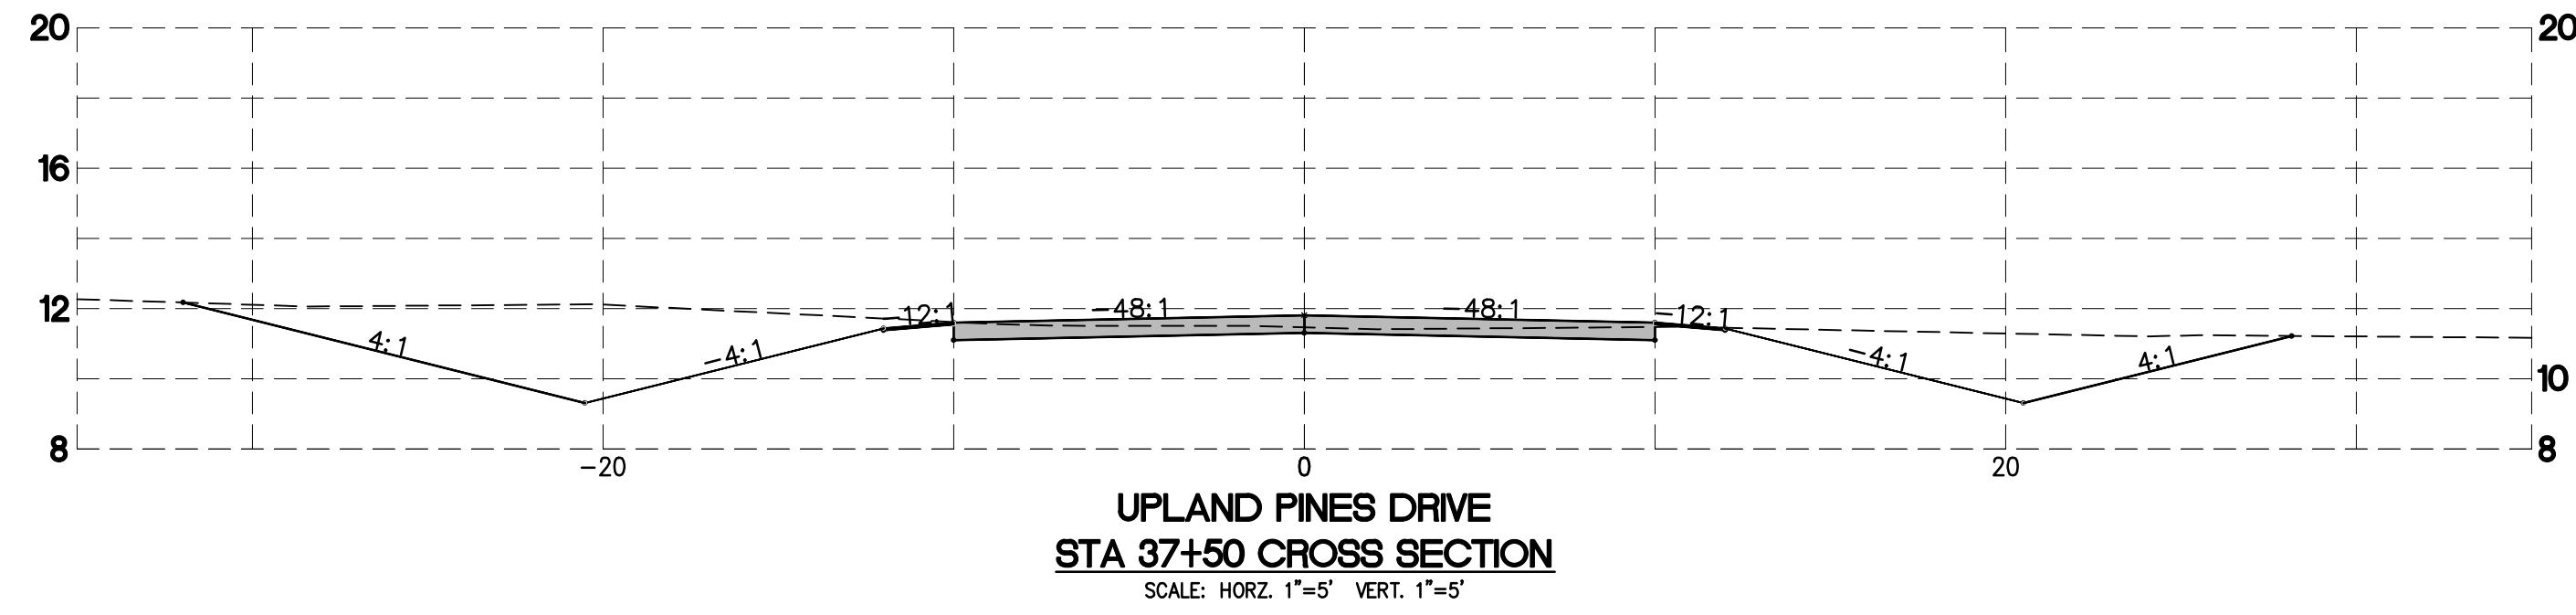 20 20
16
12 -12:1 -48:1 -48:1 -12:1
4:1 -4:1 -4:1 4:1
10
8 8
-20 0 20
UPLAND PINES DRIVE
STA 37+50 CROSS SECTION
SCALE: HORZ. 1"=5' VERT. 1"=5'